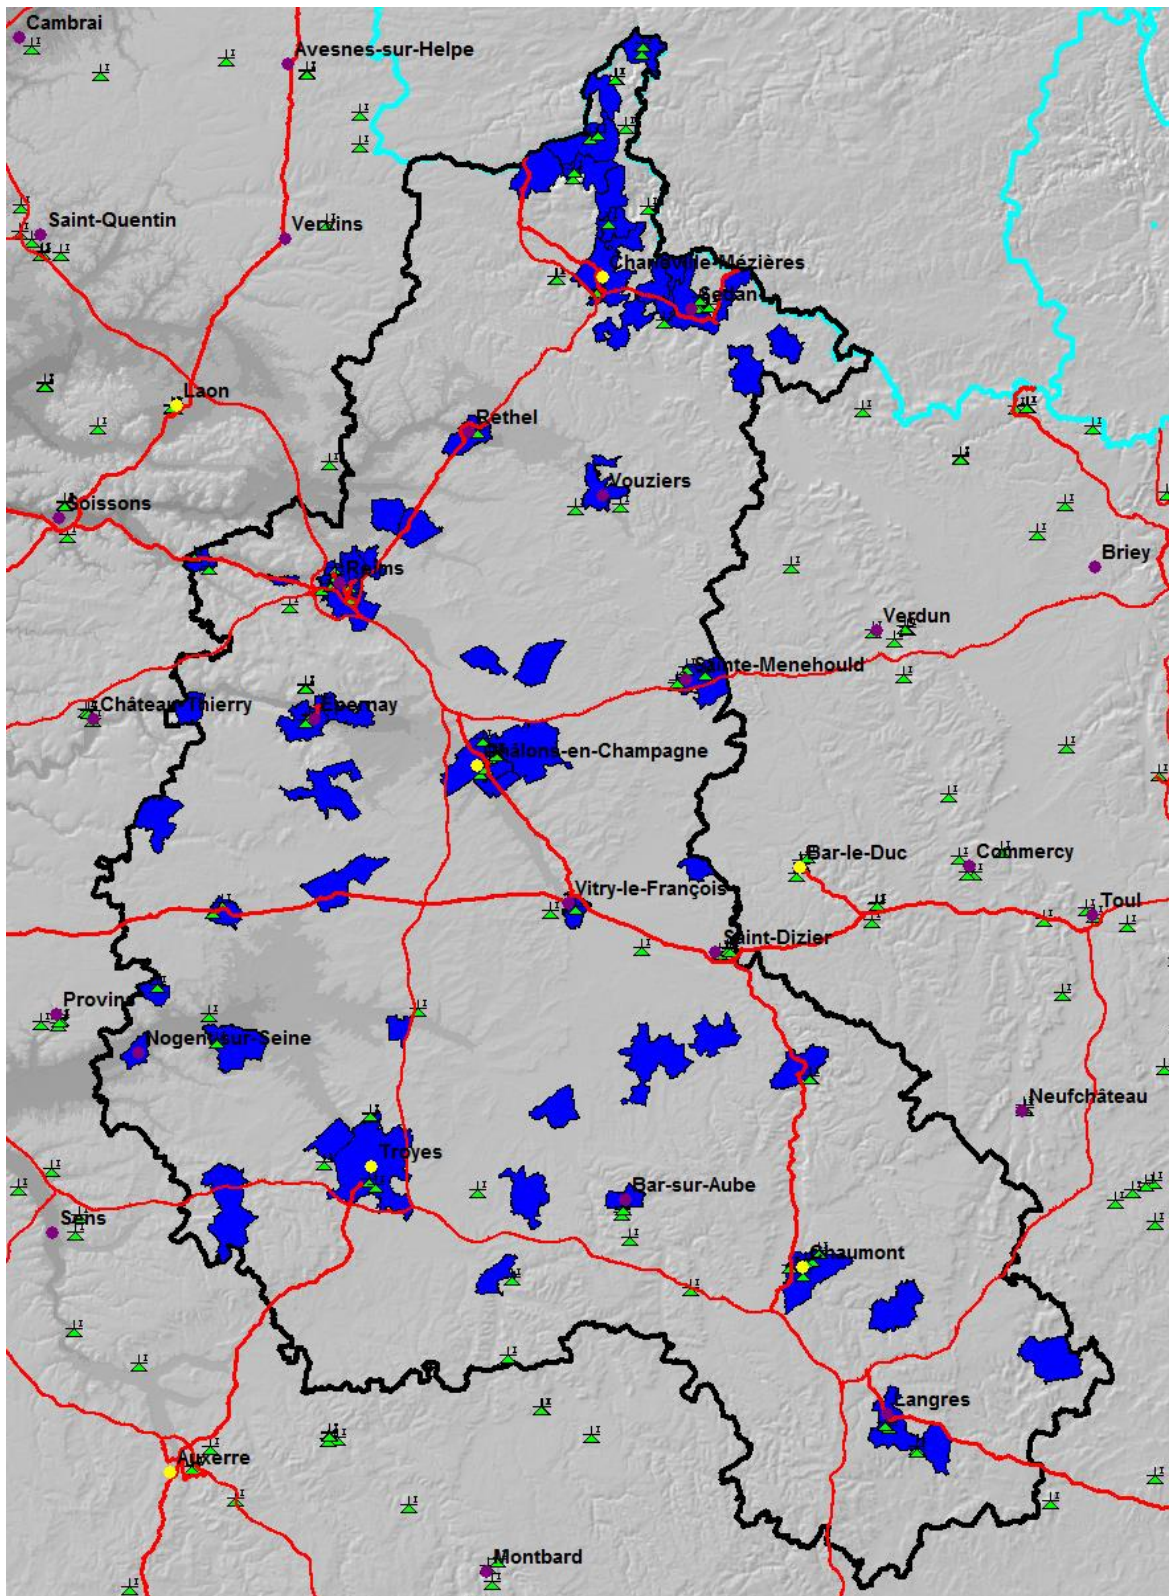 Cambrai
Avesnes-sur-Helpe
Saint-Quentin
Vervins
Charleville-Mézières
Sedan
Laon
Rethel
Vouziers
Soissons
Reims
Briey
Verdun
Sainte-Menehould
Château-Thierry
Epernay
Châlons-en-Champagne
Bar-le-Duc
Commercy
Vitry-le-François
Toul
Saint-Dizier
Provins
Nogent-sur-Seine
Neufchâteau
Troyes
Bar-sur-Aube
Sens
Chaumont
Langres
Auxerre
Montbard